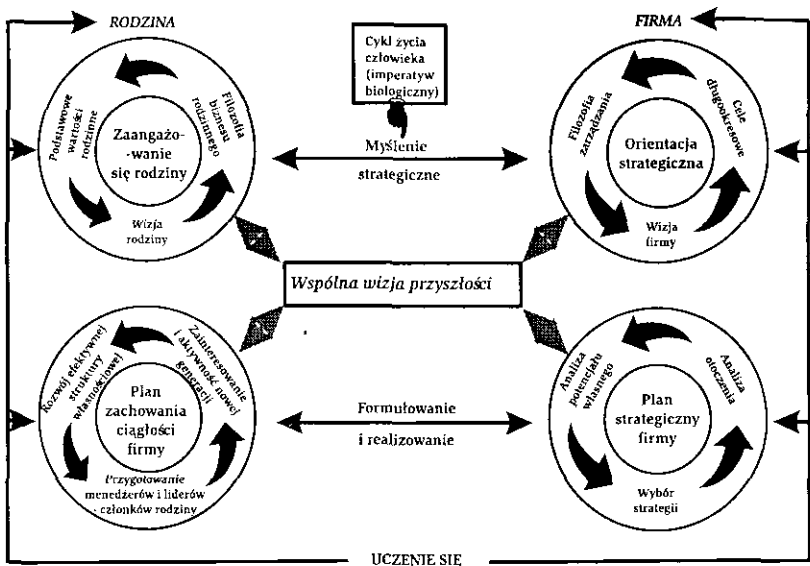 RODZINA
FIRMA
Cykl życia
człowieka
(imperatyw
biologiczny)
Podstawowe
wartości
rodzinne
Filozofia
biznesu
rodzinnego
Zaangażo-
-wanie
się rodziny
Wizja
rodziny
Myślenie
strategiczne
Filozofia
zarządzania
Cele
długookresowe
Orientacja
strategiczna
Wizja
firmy
Wspólna wizja przyszłości
Rozwój efektywnej
struktury
własnościowej
Zainteresowanie
i aktywność nowej
generacji
Plan
zachowania
ciągłości
firmy
Przygotowanie
menedżerów i liderów
- członków rodziny
Formułowanie
i realizowanie
Analiza
potencjału
własnego
Analiza
otoczenia
Plan
strategiczny
firmy
Wybór
strategii
UCZENIE SIĘ